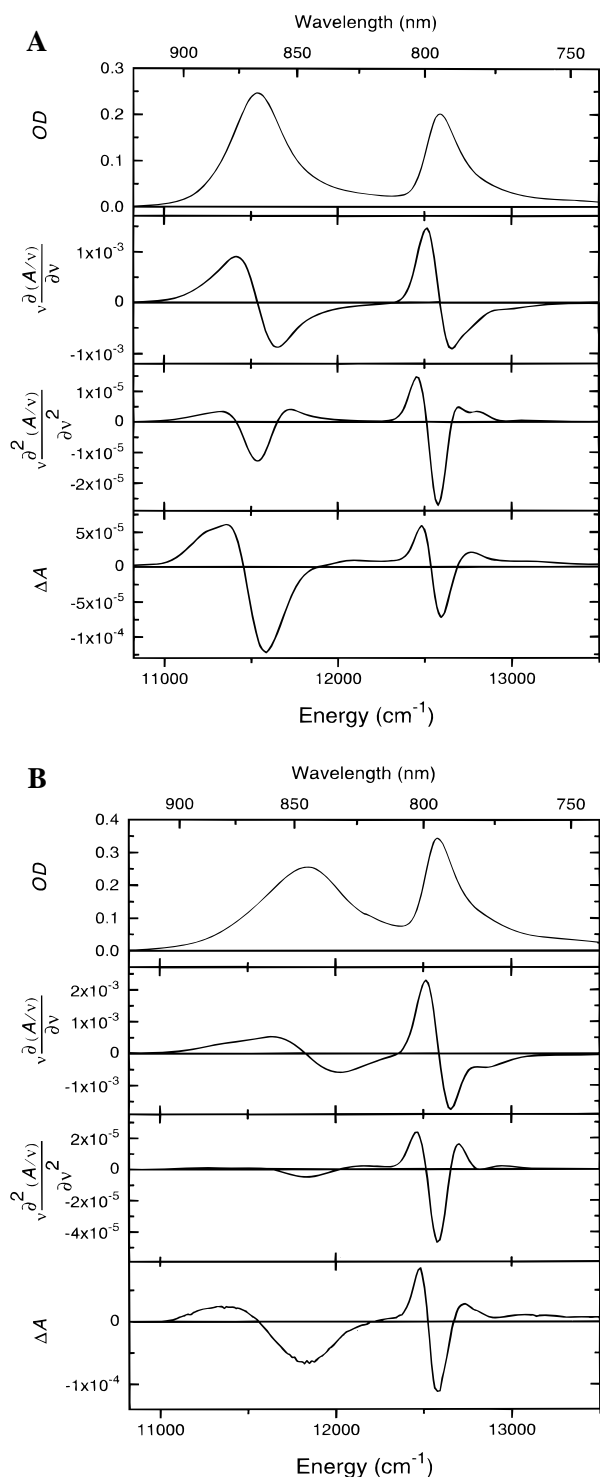 A
Wavelength (nm)
900 850 800 750
OD
0.3
0.2
0.1
0.0
ν ∂(A/ν)/∂ν
1x10⁻³
0
-1x10⁻³
ν ∂²(A/ν)/∂ν²
1x10⁻⁵
0
-1x10⁻⁵
-2x10⁻⁵
ΔA
5x10⁻⁵
0
-5x10⁻⁵
-1x10⁻⁴
11000 12000 13000
Energy (cm⁻¹)
B
Wavelength (nm)
900 850 800 750
OD
0.4
0.3
0.2
0.1
0.0
ν ∂(A/ν)/∂ν
2x10⁻³
1x10⁻³
0
-1x10⁻³
ν ∂²(A/ν)/∂ν²
2x10⁻⁵
0
-2x10⁻⁵
-4x10⁻⁵
ΔA
0
-1x10⁻⁴
11000 12000 13000
Energy (cm⁻¹)